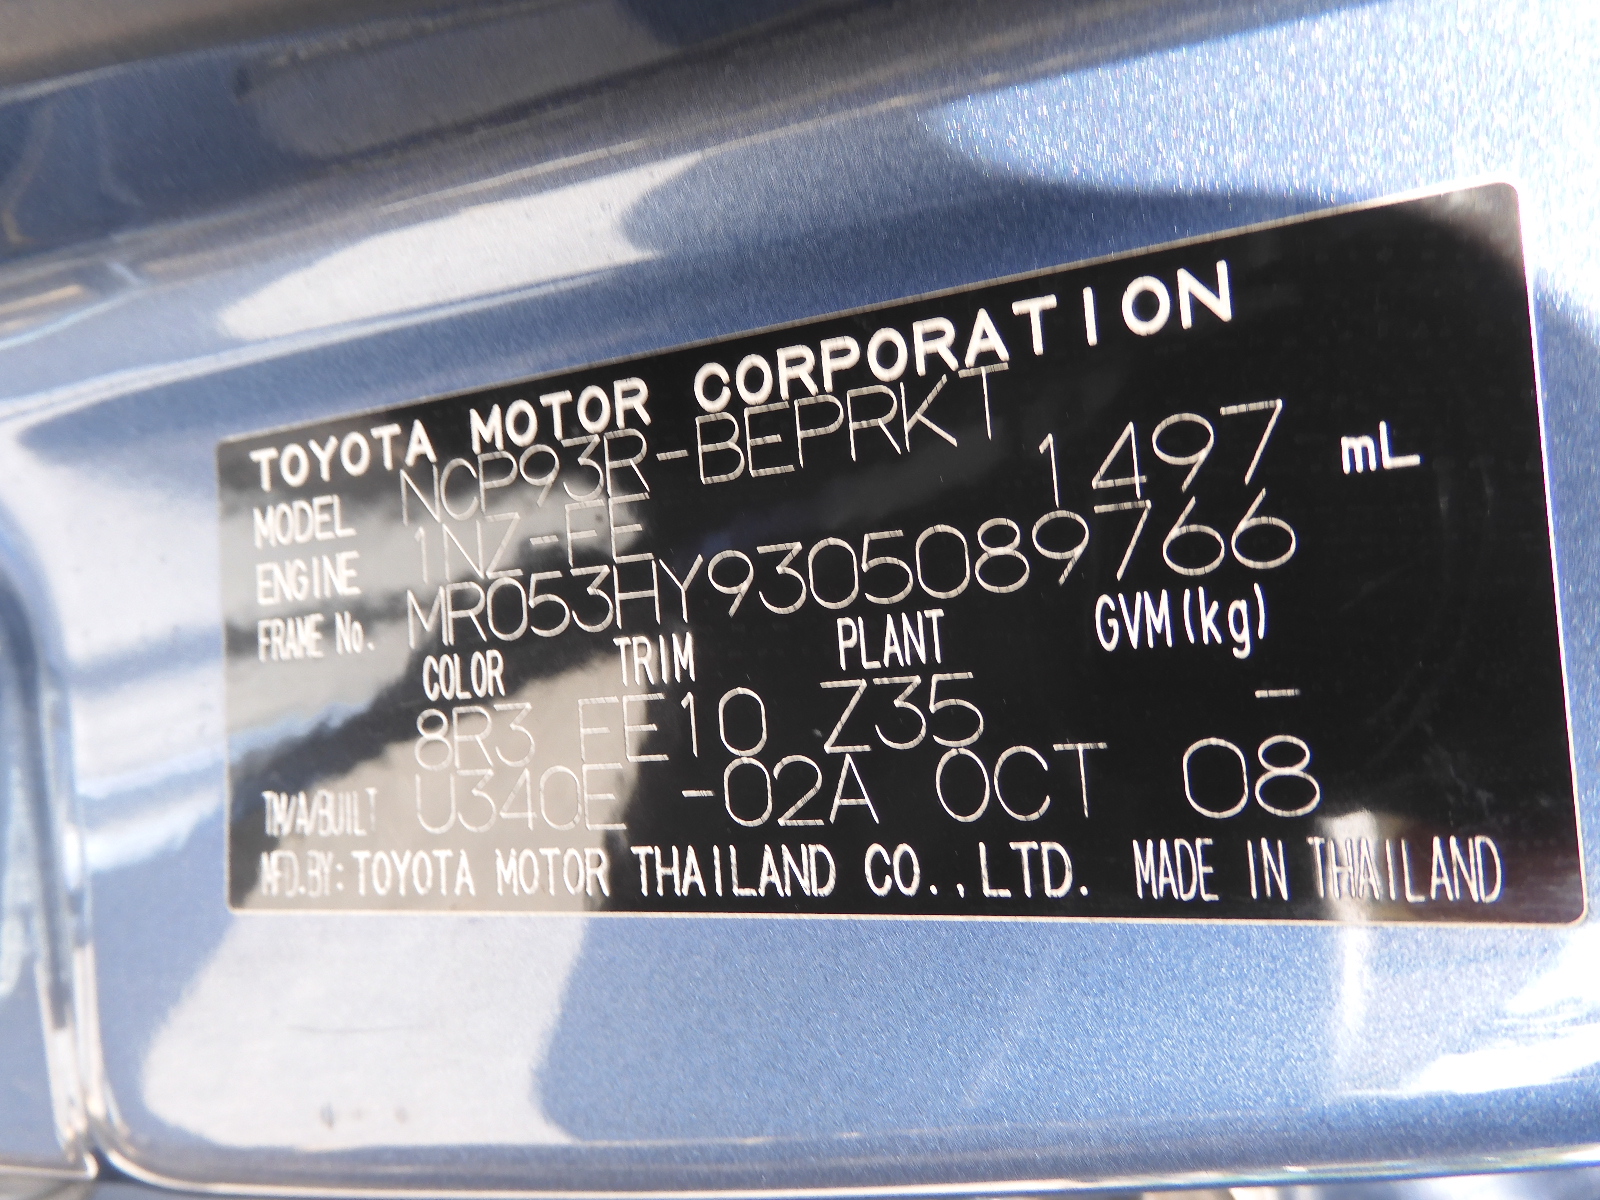 TOYOTA MOTOR CORPORATION
MODEL NCP93R-BEPRKT
ENGINE 1NZ-FE 1497 mL
FRAME No. MR053HY9305089766
COLOR TRIM PLANT GVM(kg)
8R3 FE10 Z35 -
TM/A/BUILT U340E -02A OCT 08
MFD.BY: TOYOTA MOTOR THAILAND CO.,LTD. MADE IN THAILAND